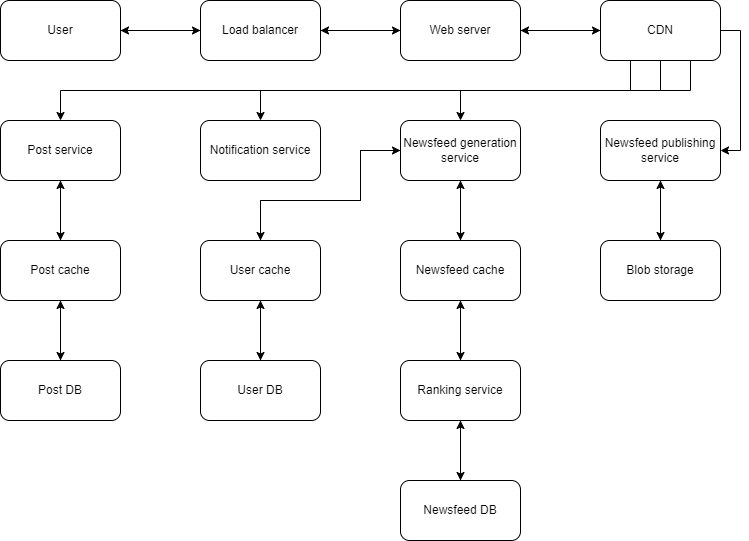 User
Load balancer
Web server
CDN
Post service
Notification service
Newsfeed generation
service
Newsfeed publishing
service
Post cache
User cache
Newsfeed cache
Blob storage
Post DB
User DB
Ranking service
Newsfeed DB